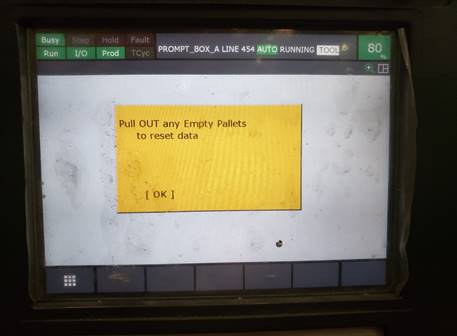 Busy Step Hold Fault
Run I/O Prod TCyc
PROMPT_BOX_A LINE 454 AUTO RUNNING TOOL
80
%
Pull OUT any Empty Pallets
to reset data
[ OK ]